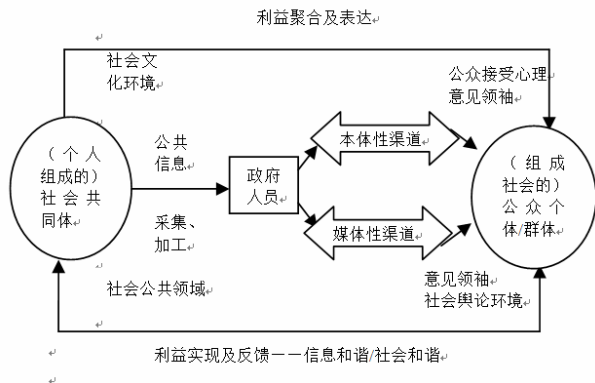 利益聚合及表达
社会文
化环境
公众接受心理
意见领袖
（个人
组成的）
社会共
同体
公共
信息
政府
人员
本体性渠道
（组成
社会的）
公众个
体/群体
采集、
加工
媒体性渠道
社会公共领域
意见领袖
社会舆论环境
利益实现及反馈——信息和谐/社会和谐